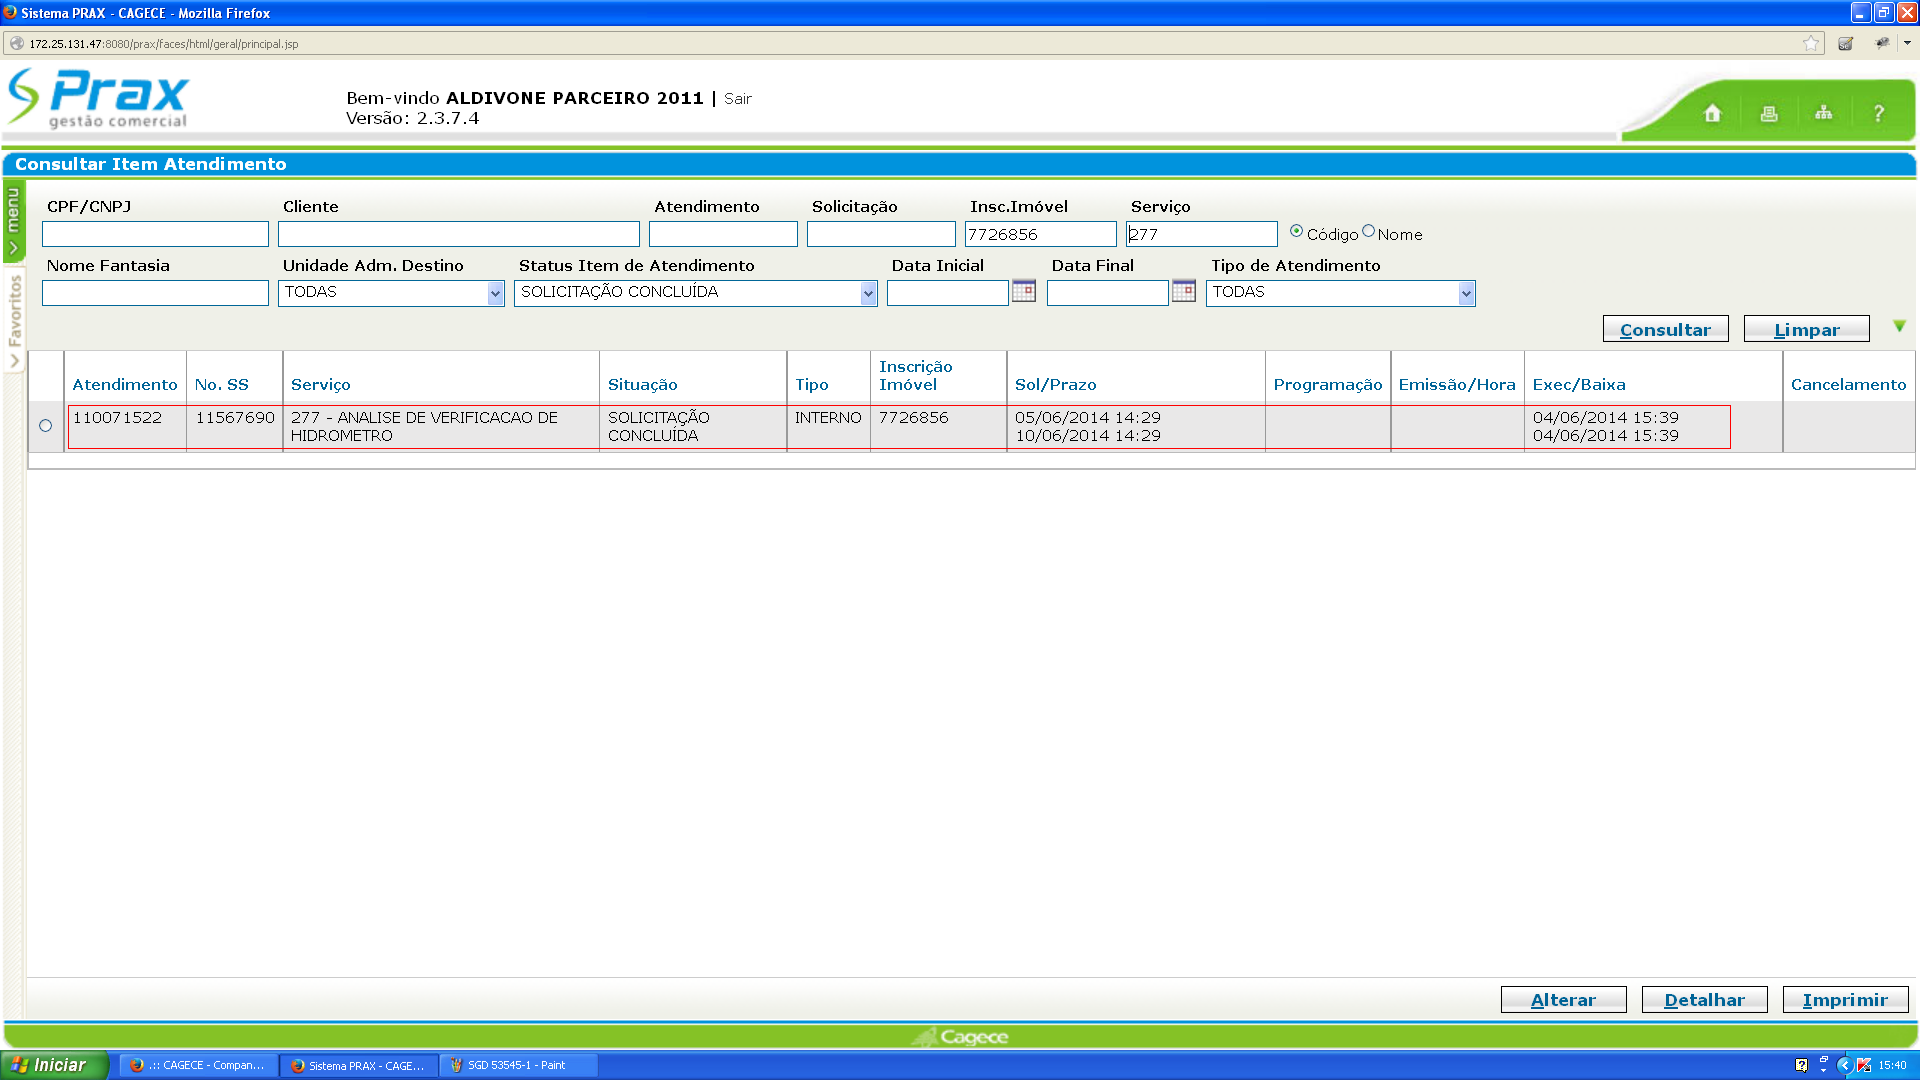 Sistema PRAX - CAGECE - Mozilla Firefox
172.25.131.47:8080/prax/faces/html/geral/principal.jsp
Prax
gestão comercial
Bem-vindo ALDIVONE PARCEIRO 2011 | Sair
Versão: 2.3.7.4
?
Consultar Item Atendimento
menu
Favoritos
CPF/CNPJ Cliente Atendimento Solicitação Insc.Imóvel Serviço
7726856 277 Código Nome
Nome Fantasia Unidade Adm. Destino Status Item de Atendimento Data Inicial Data Final Tipo de Atendimento
TODAS SOLICITAÇÃO CONCLUÍDA TODAS
Consultar Limpar
Atendimento No. SS Serviço Situação Tipo Inscrição Imóvel Sol/Prazo Programação Emissão/Hora Exec/Baixa Cancelamento
110071522 11567690 277 - ANALISE DE VERIFICACAO DE SOLICITAÇÃO INTERNO 7726856 05/06/2014 14:29 04/06/2014 15:39
HIDROMETRO CONCLUÍDA 10/06/2014 14:29 04/06/2014 15:39
Alterar Detalhar Imprimir
Cagece
Iniciar .:: CAGECE - Compan... Sistema PRAX - CAGE... SGD 53545-1 - Paint 15:40